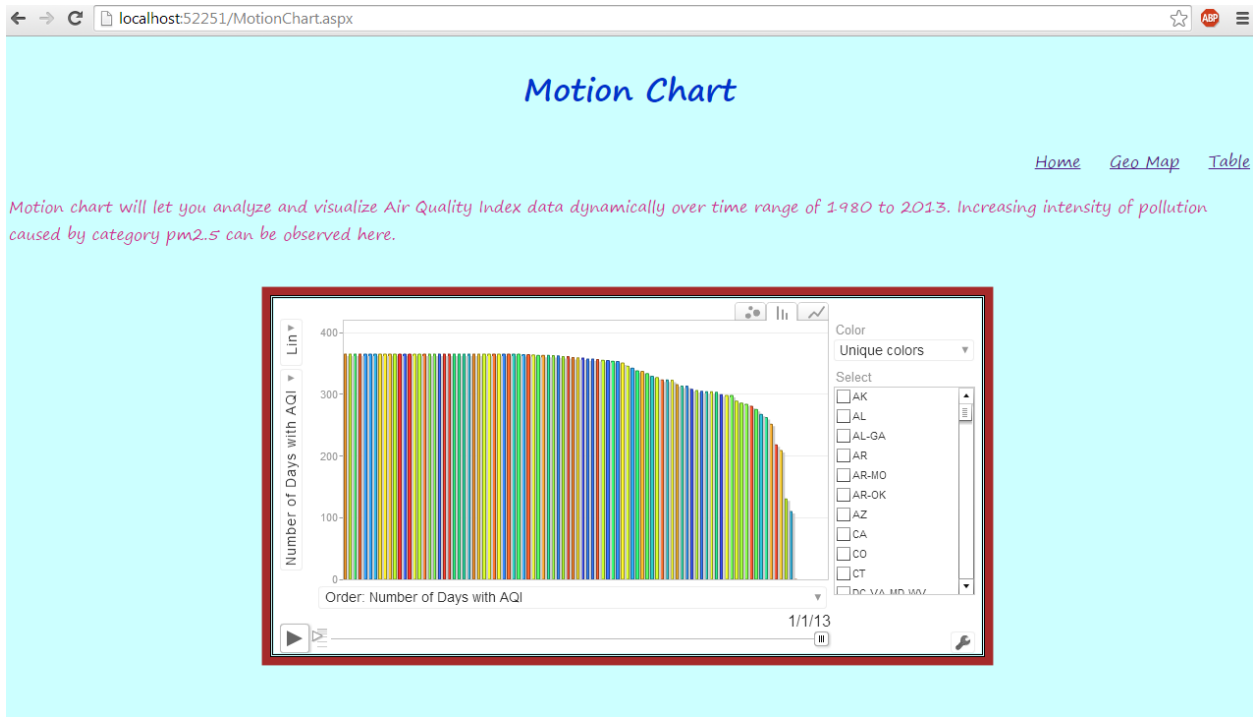 localhost:52251/MotionChart.aspx
ABP
Motion Chart
Home Geo Map Table
Motion chart will let you analyze and visualize Air Quality Index data dynamically over time range of 1980 to 2013. Increasing intensity of pollution
caused by category pm2.5 can be observed here.
Lin
Number of Days with AQI
400
300
200
100
0
Order: Number of Days with AQI
1/1/13
Color
Unique colors
Select
AK
AL
AL-GA
AR
AR-MO
AR-OK
AZ
CA
CO
CT
DC-VA-MD-WV